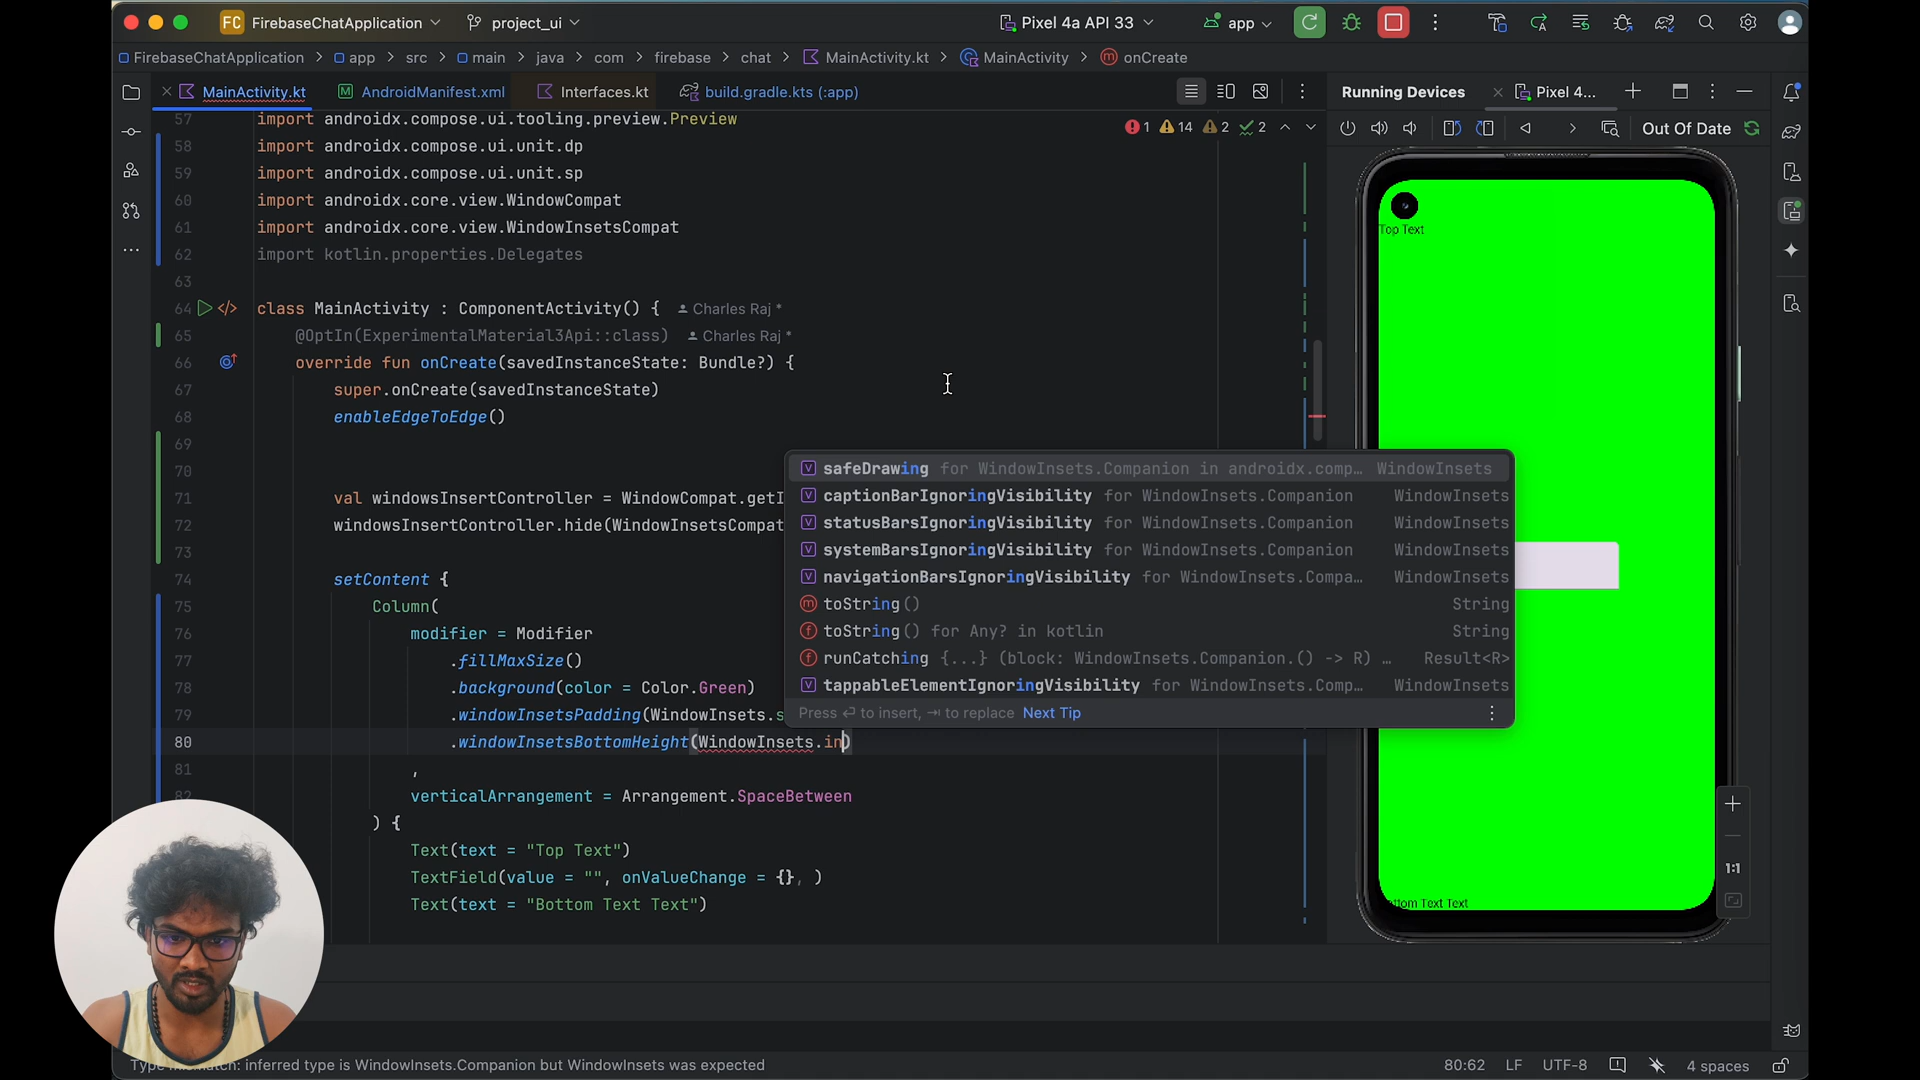 FC FirebaseChatApplication project_ui Pixel 4a API 33 app
FirebaseChatApplication app src main java com firebase chat MainActivity.kt MainActivity onCreate
MainActivity.kt AndroidManifest.xml Interfaces.kt build.gradle.kts (:app) Running Devices Pixel 4...
1 14 2 2 Out Of Date
57 import androidx.compose.ui.tooling.preview.Preview
58 import androidx.compose.ui.unit.dp
59 import androidx.compose.ui.unit.sp
60 import androidx.core.view.WindowCompat
61 import androidx.core.view.WindowInsetsCompat
62 import kotlin.properties.Delegates
63
64 class MainActivity : ComponentActivity() { Charles Raj *
65 @OptIn(ExperimentalMaterial3Api::class) Charles Raj *
66 override fun onCreate(savedInstanceState: Bundle?) {
67 super.onCreate(savedInstanceState)
68 enableEdgeToEdge()
69
70
71 val windowsInsertController = WindowCompat.getI
72 windowsInsertController.hide(WindowInsetsCompat
73
74 setContent {
75 Column(
76 modifier = Modifier
77 .fillMaxSize()
78 .background(color = Color.Green)
79 .windowInsetsPadding(WindowInsets.s
80 .windowInsetsBottomHeight(WindowInsets.in)
81 ,
82 verticalArrangement = Arrangement.SpaceBetween
) {
Text(text = "Top Text")
TextField(value = "", onValueChange = {}, )
Text(text = "Bottom Text Text")
safeDrawing for WindowInsets.Companion in androidx.comp... WindowInsets
captionBarIgnoringVisibility for WindowInsets.Companion WindowInsets
statusBarsIgnoringVisibility for WindowInsets.Companion WindowInsets
systemBarsIgnoringVisibility for WindowInsets.Companion WindowInsets
navigationBarsIgnoringVisibility for WindowInsets.Compa... WindowInsets
toString() String
toString() for Any? in kotlin String
runCatching {...} (block: WindowInsets.Companion.() -> R) ... Result<R>
tappableElementIgnoringVisibility for WindowInsets.Comp... WindowInsets
Press ↵ to insert, ⇥ to replace Next Tip
Top Text
Text Text
1:1
inferred type is WindowInsets.Companion but WindowInsets was expected 80:62 LF UTF-8 4 spaces